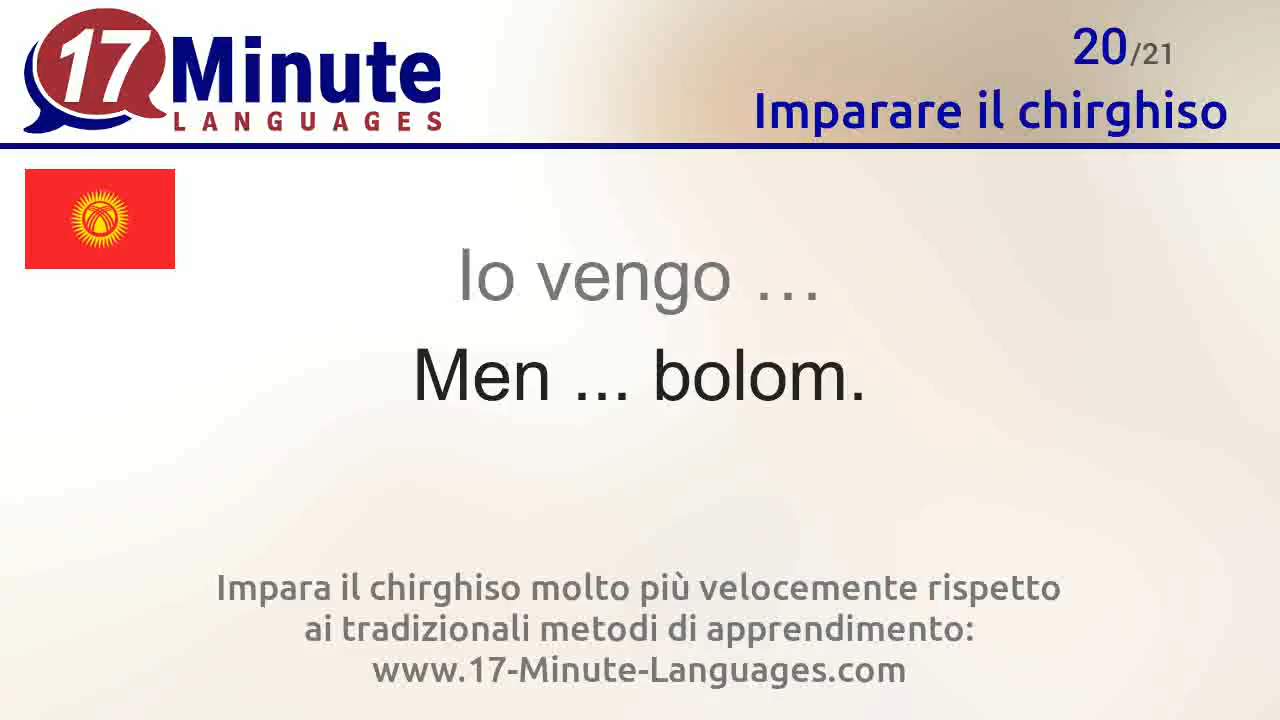 17 Minute
LANGUAGES
20/21
Imparare il chirghiso
Io vengo …
Men ... bolom.
Impara il chirghiso molto più velocemente rispetto
ai tradizionali metodi di apprendimento:
www.17-Minute-Languages.com